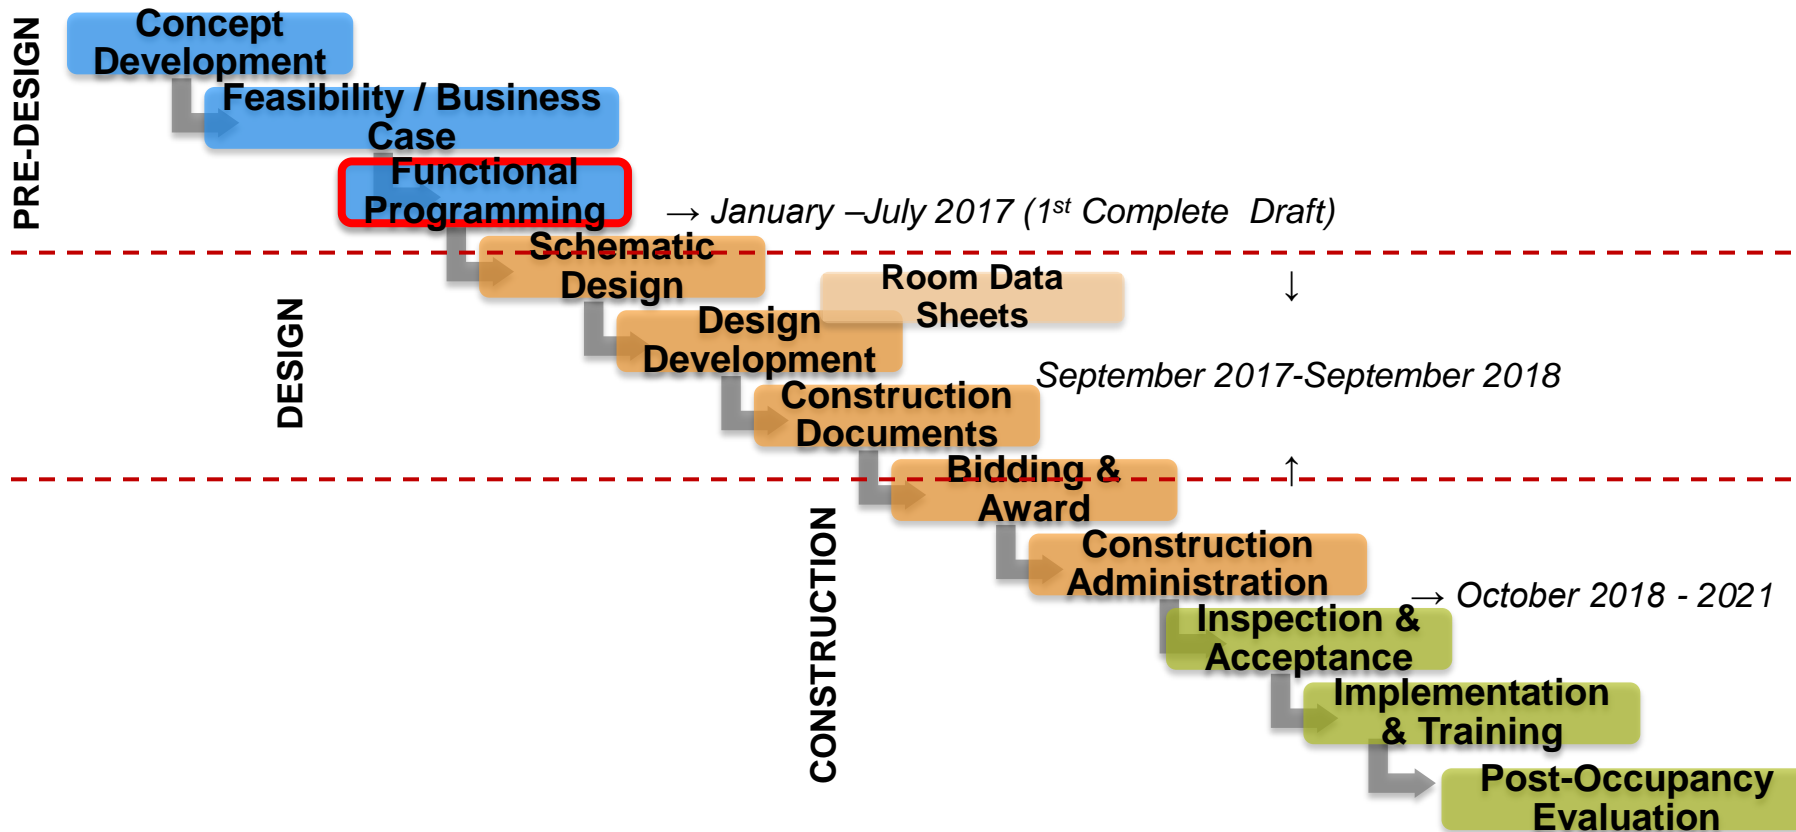 PRE-DESIGN
Concept
Development
Feasibility / Business
Case
Functional
Programming
→ January –July 2017 (1st Complete Draft)
DESIGN
Schematic
Design
Room Data
Sheets
↓
Design
Development
September 2017-September 2018
Construction
Documents
↑
CONSTRUCTION
Bidding &
Award
Construction
Administration
→ October 2018 - 2021
Inspection &
Acceptance
Implementation
& Training
Post-Occupancy
Evaluation